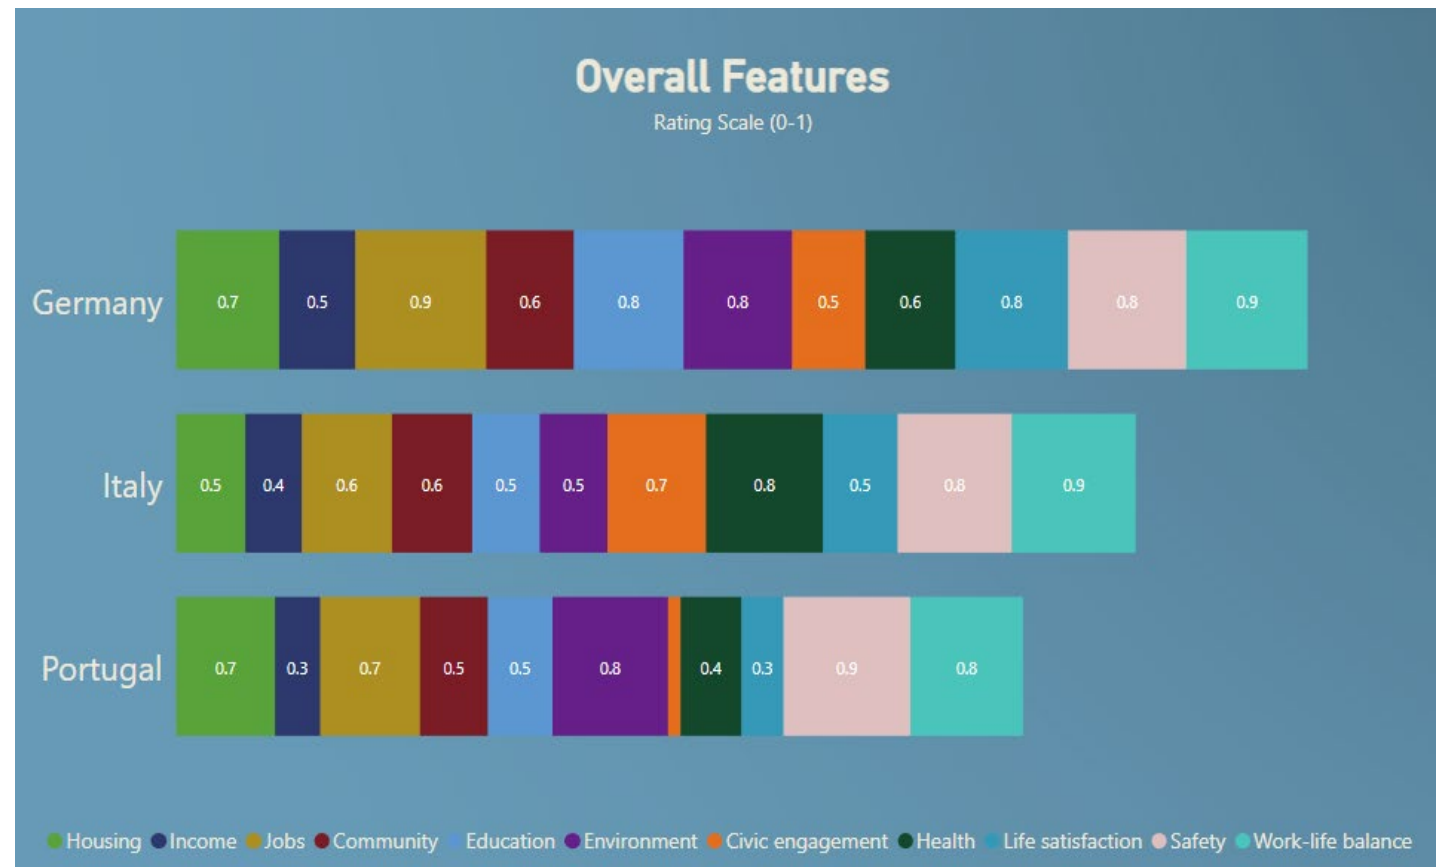 Overall Features
Rating Scale (0-1)
Germany 0.7 0.5 0.9 0.6 0.8 0.8 0.5 0.6 0.8 0.8 0.9
Italy 0.5 0.4 0.6 0.6 0.5 0.5 0.7 0.8 0.5 0.8 0.9
Portugal 0.7 0.3 0.7 0.5 0.5 0.8 0.4 0.3 0.9 0.8
Housing Income Jobs Community Education Environment Civic engagement Health Life satisfaction Safety Work-life balance